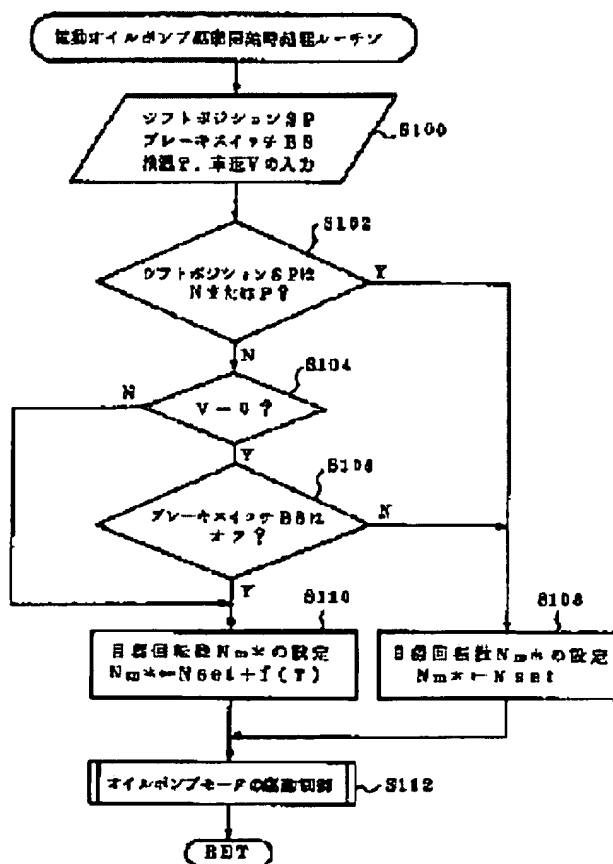 電動オイルポンプ駆動開始時処理ルーチン
シフトポジションSP
ブレーキスイッチBS
油温T,車速Vの入力
S100
S102
シフトポジションSPは
NまたはP?
Y
N
S104
N
V=0?
Y
S106
ブレーキスイッチBSは
オフ?
N
Y
S110
S108
目標回転数Nm*の設定
Nm*←Nset+f(T)
目標回転数Nm*の設定
Nm*←Nset
オイルポンプモータの駆動制御
S112
RET